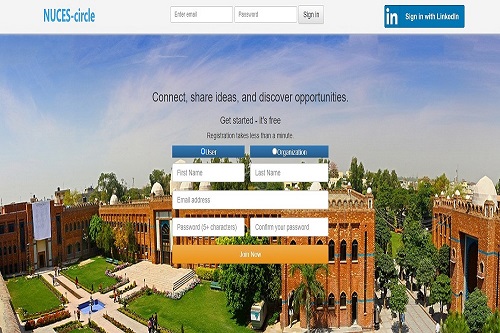 NUCES-circle
Enter email Password Sign in
in Sign in with LinkedIn
Connect, share ideas, and discover opportunities.
Get started - it's free
Registration takes less than a minute.
User Organization
First Name Last Name
Email address
Password (5+ characters) Confirm your password
Join Now